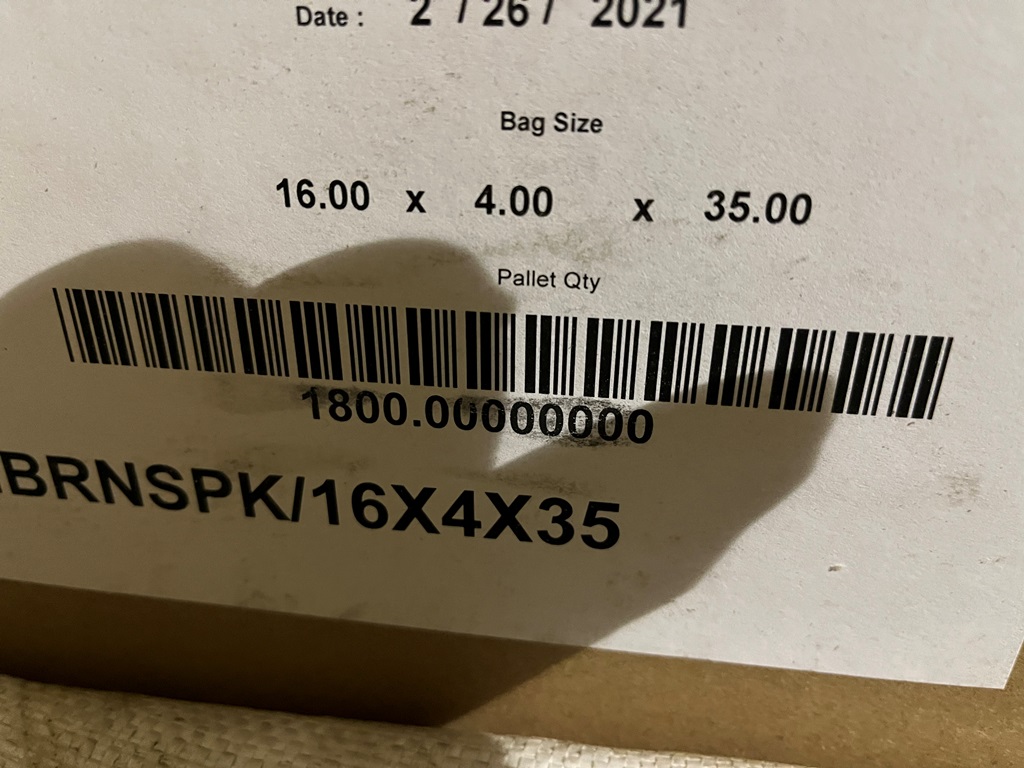 Date : 2 / 26 / 2021
Bag Size
16.00 x 4.00 x 35.00
Pallet Qty
1800.00000000
BRNSPK/16X4X35